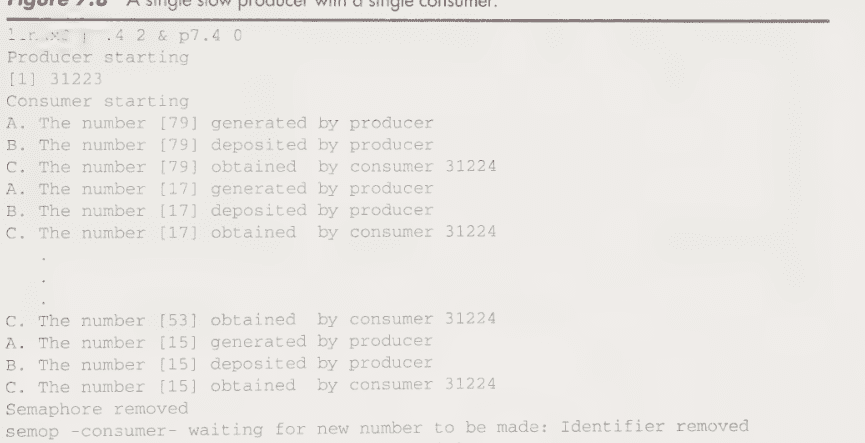 Figure 7.8 A single slow producer with a single consumer.
.4 2 & p7.4 0
Producer starting
[1] 31223
Consumer starting
A. The number [79] generated by producer
B. The number [79] deposited by producer
C. The number [79] obtained by consumer 31224
A. The number [17] generated by producer
B. The number [17] deposited by producer
C. The number [17] obtained by consumer 31224
.
.
.
C. The number [53] obtained by consumer 31224
A. The number [15] generated by producer
B. The number [15] deposited by producer
C. The number [15] obtained by consumer 31224
Semaphore removed
semop -consumer- waiting for new number to be made: Identifier removed